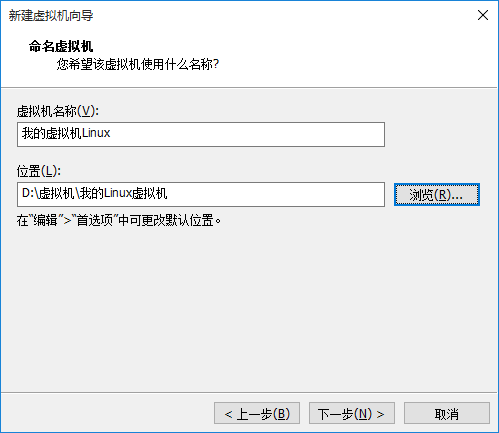 新建虚拟机向导
命名虚拟机
您希望该虚拟机使用什么名称?
虚拟机名称(V):
我的虚拟机Linux
位置(L):
D:\虚拟机\我的Linux虚拟机
浏览(R)...
在“编辑”>“首选项”中可更改默认位置。
< 上一步(B) 下一步(N) > 取消